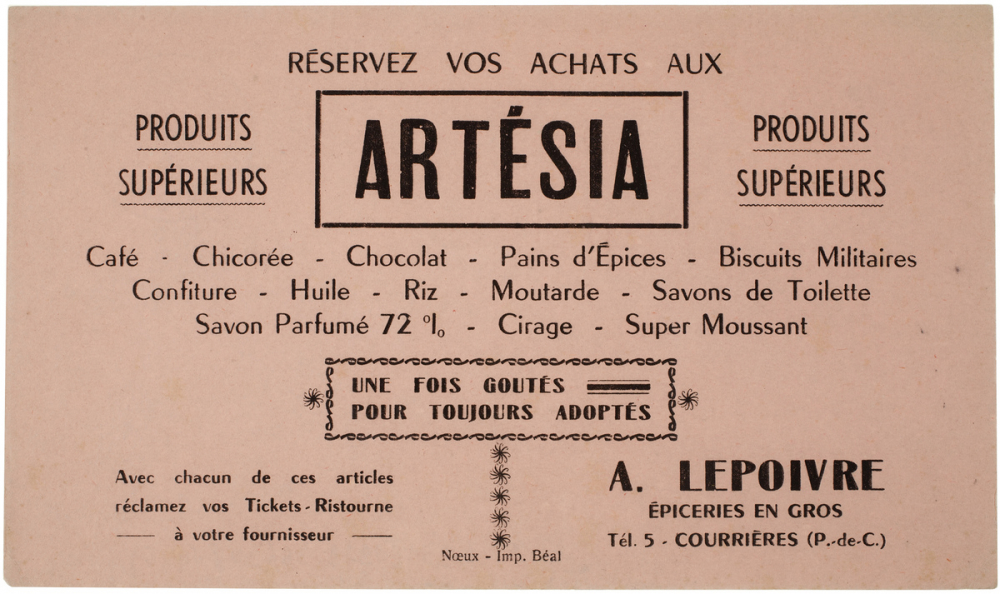 RÉSERVEZ VOS ACHATS AUX
PRODUITS
SUPÉRIEURS
ARTÉSIA
PRODUITS
SUPÉRIEURS
Café - Chicorée - Chocolat - Pains d'Épices - Biscuits Militaires
Confiture - Huile - Riz - Moutarde - Savons de Toilette
Savon Parfumé 72 % - Cirage - Super Moussant
UNE FOIS GOUTÉS
POUR TOUJOURS ADOPTÉS
Avec chacun de ces articles
réclamez vos Tickets-Ristourne
à votre fournisseur
A. LEPOIVRE
ÉPICERIES EN GROS
Tél. 5 - COURRIÈRES (P.-de-C.)
Nœux - Imp. Béal